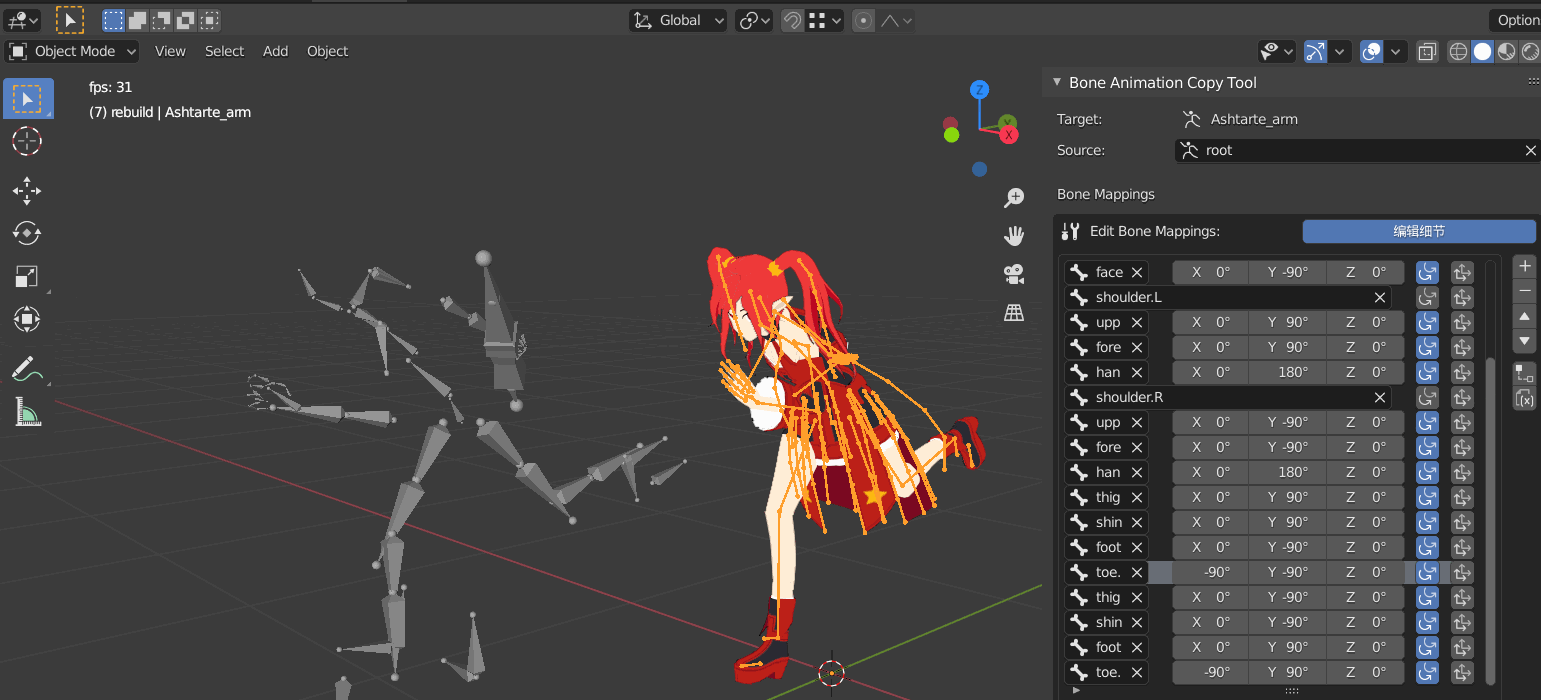 Global
Option
Object Mode View Select Add Object
fps: 31
(7) rebuild | Ashtarte_arm
Z
Y
X
Bone Animation Copy Tool
Target: Ashtarte_arm
Source: root
Bone Mappings
Edit Bone Mappings: 编辑细节
face X 0° Y -90° Z 0°
shoulder.L
upp X 0° Y 90° Z 0°
fore X 0° Y 90° Z 0°
han X 0° 180° Z 0°
shoulder.R
upp X 0° Y -90° Z 0°
fore X 0° Y -90° Z 0°
han X 0° 180° Z 0°
thig X 0° Y 90° Z 0°
shin X 0° Y -90° Z 0°
foot X 0° Y -90° Z 0°
toe. -90° Y -90° Z 0°
thig X 0° Y -90° Z 0°
shin X 0° Y -90° Z 0°
foot X 0° Y 90° Z 0°
toe. -90° Y 90° Z 0°